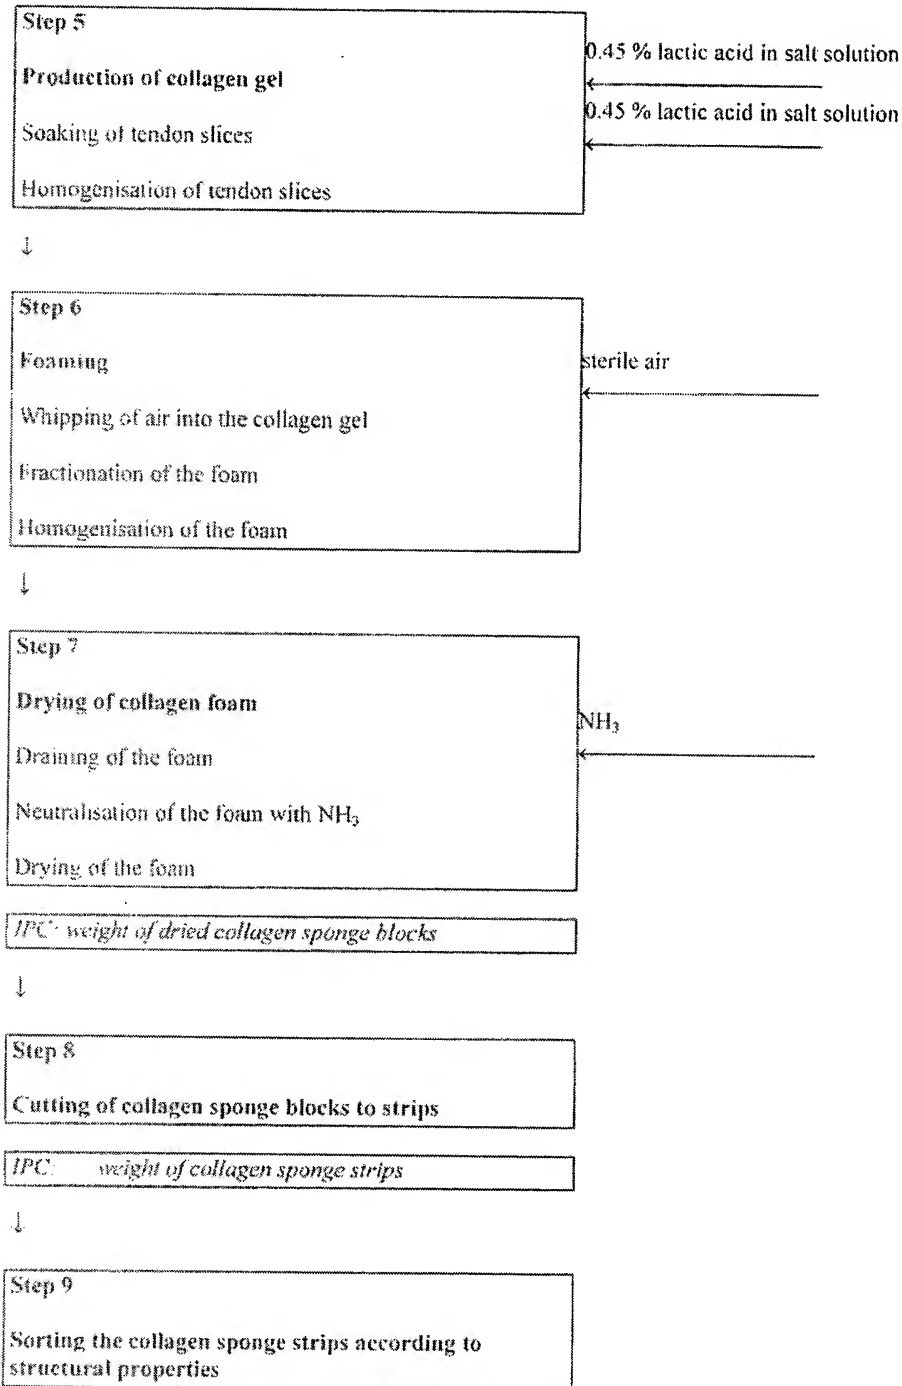 Step 5
0.45 % lactic acid in salt solution
Production of collagen gel
0.45 % lactic acid in salt solution
Soaking of tendon slices
Homogenisation of tendon slices
↓
Step 6
Foaming
sterile air
Whipping of air into the collagen gel
Fractionation of the foam
Homogenisation of the foam
↓
Step 7
Drying of collagen foam
NH₃
Draining of the foam
Neutralisation of the foam with NH₃
Drying of the foam
IPC: weight of dried collagen sponge blocks
↓
Step 8
Cutting of collagen sponge blocks to strips
IPC: weight of collagen sponge strips
↓
Step 9
Sorting the collagen sponge strips according to
structural properties